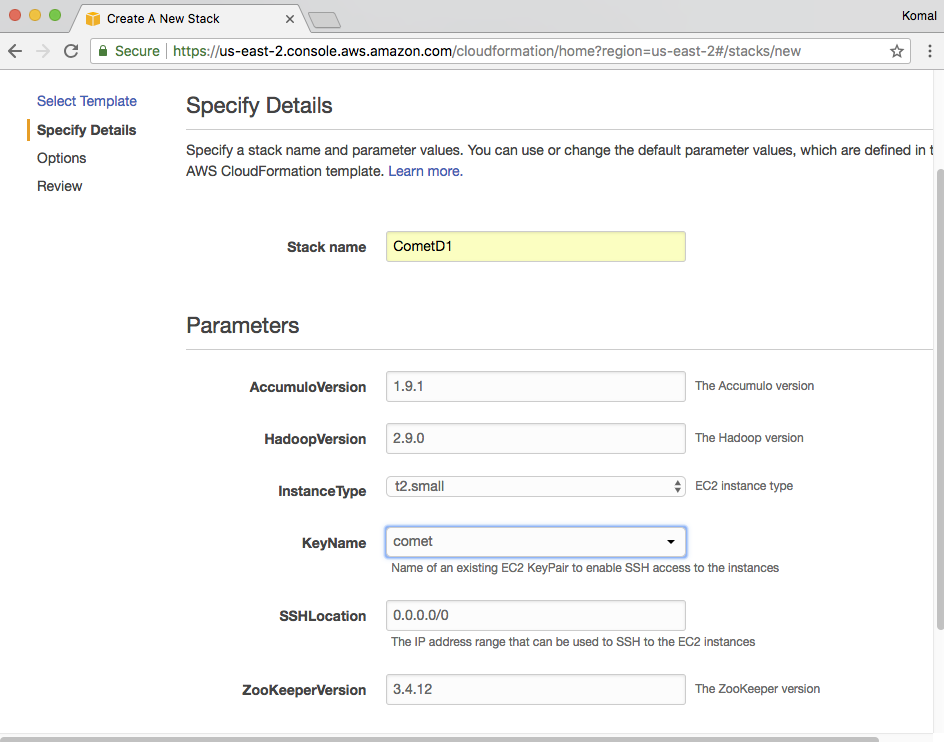 Create A New Stack
Komal
Secure https://us-east-2.console.aws.amazon.com/cloudformation/home?region=us-east-2#/stacks/new
Select Template
Specify Details
Options
Review
Specify Details
Specify a stack name and parameter values. You can use or change the default parameter values, which are defined in t
AWS CloudFormation template. Learn more.
Stack name CometD1
Parameters
AccumuloVersion 1.9.1 The Accumulo version
HadoopVersion 2.9.0 The Hadoop version
InstanceType t2.small EC2 instance type
KeyName comet
Name of an existing EC2 KeyPair to enable SSH access to the instances
SSHLocation 0.0.0.0/0
The IP address range that can be used to SSH to the EC2 instances
ZooKeeperVersion 3.4.12 The ZooKeeper version